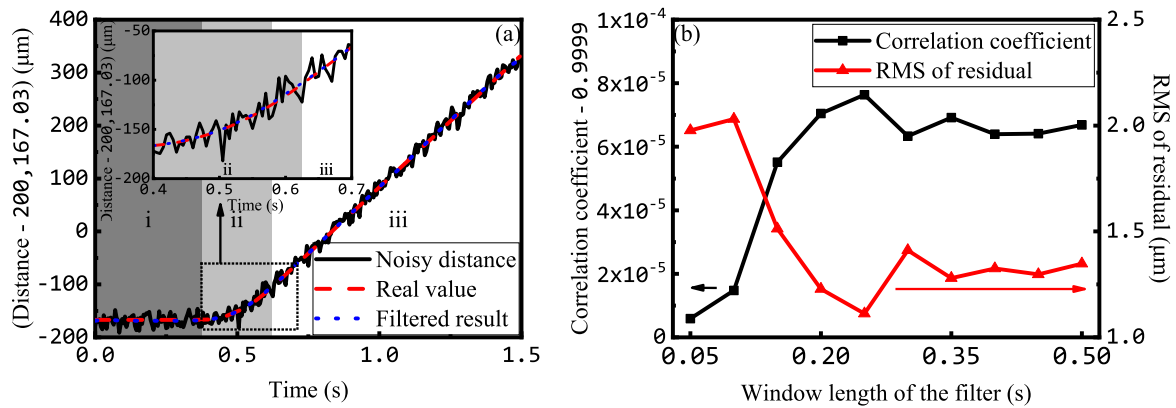 (a)
400
300
200
100
0
-100
-200
(Distance - 200,167.03) (μm)
0.0
0.5
1.0
1.5
Time (s)
i
ii
iii
Noisy distance
Real value
Filtered result
-50
-100
-150
-200
Distance - 200,167.03) (μm)
0.4
0.5
0.6
0.7
Time (s)
ii
iii
Time (s)
(b)
1x10⁻⁴
8x10⁻⁵
6x10⁻⁵
4x10⁻⁵
2x10⁻⁵
0
Correlation coefficient - 0.9999
Correlation coefficient
RMS of residual
2.5
2.0
1.5
1.0
RMS of residual (μm)
0.05
0.20
0.35
0.50
Window length of the filter (s)